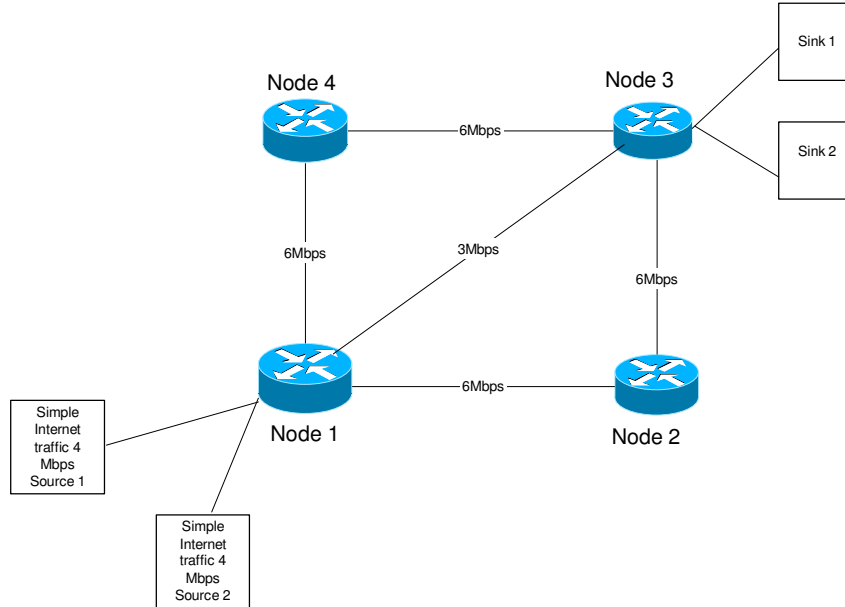 Sink 1
Node 4
Node 3
6Mbps
Sink 2
6Mbps
3Mbps
6Mbps
6Mbps
Node 1
Node 2
Simple
Internet
traffic 4
Mbps
Source 1
Simple
Internet
traffic 4
Mbps
Source 2